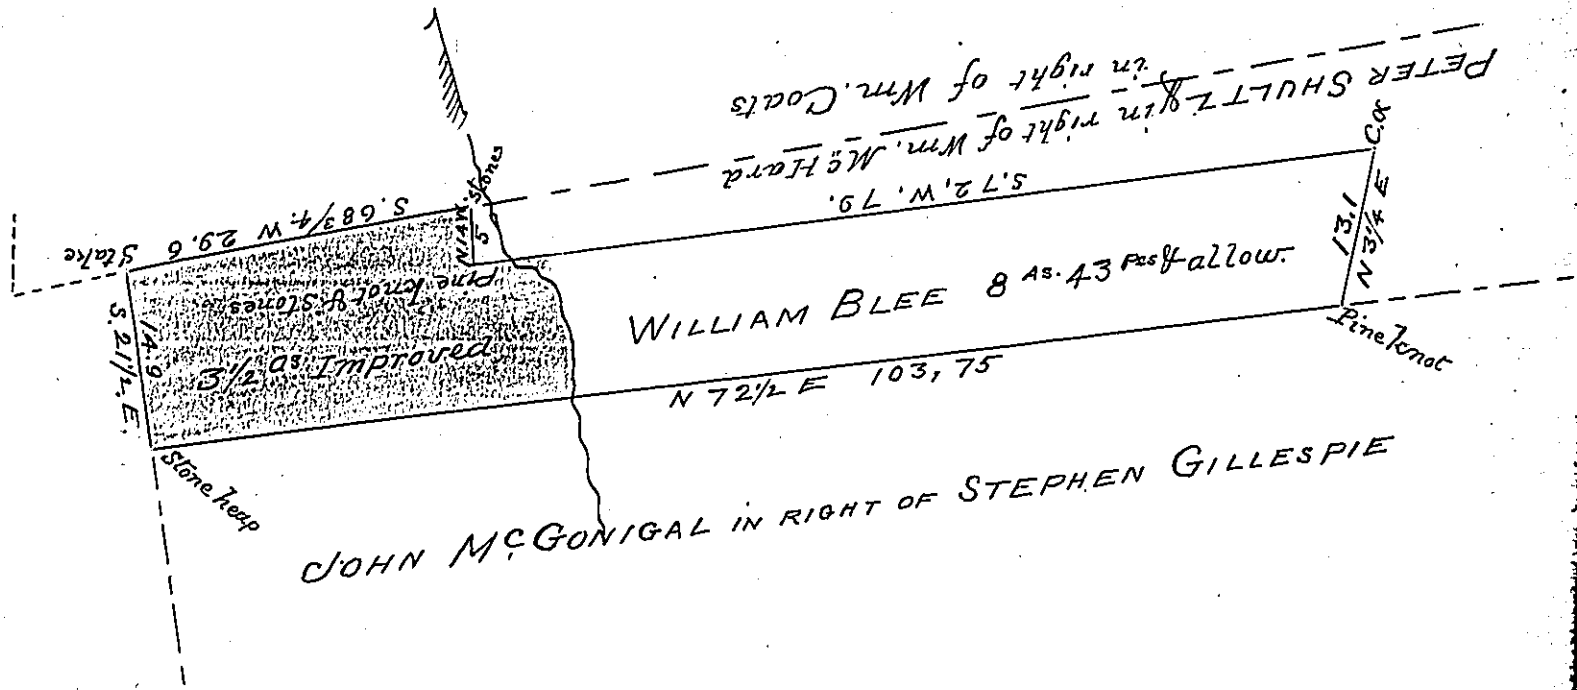 PETER SHULTZ & in right of Wm. McHard
in right of Wm. Coats
Stones
S. 68 3/4. W 29.6
Stake
N 1/4 W.
5
S. 72, W. 79.
C.O.
13.1
N 3/4 E
Pine knot & Stones
3 1/2 as. Improved
14.9
S. 21 1/2, E.
WILLIAM BLEE 8 As. 43 Pes & allow.
N 72 1/2 E 103,75
Pine knot
Stone heap
JOHN McGONIGAL IN RIGHT OF STEPHEN GILLESPIE